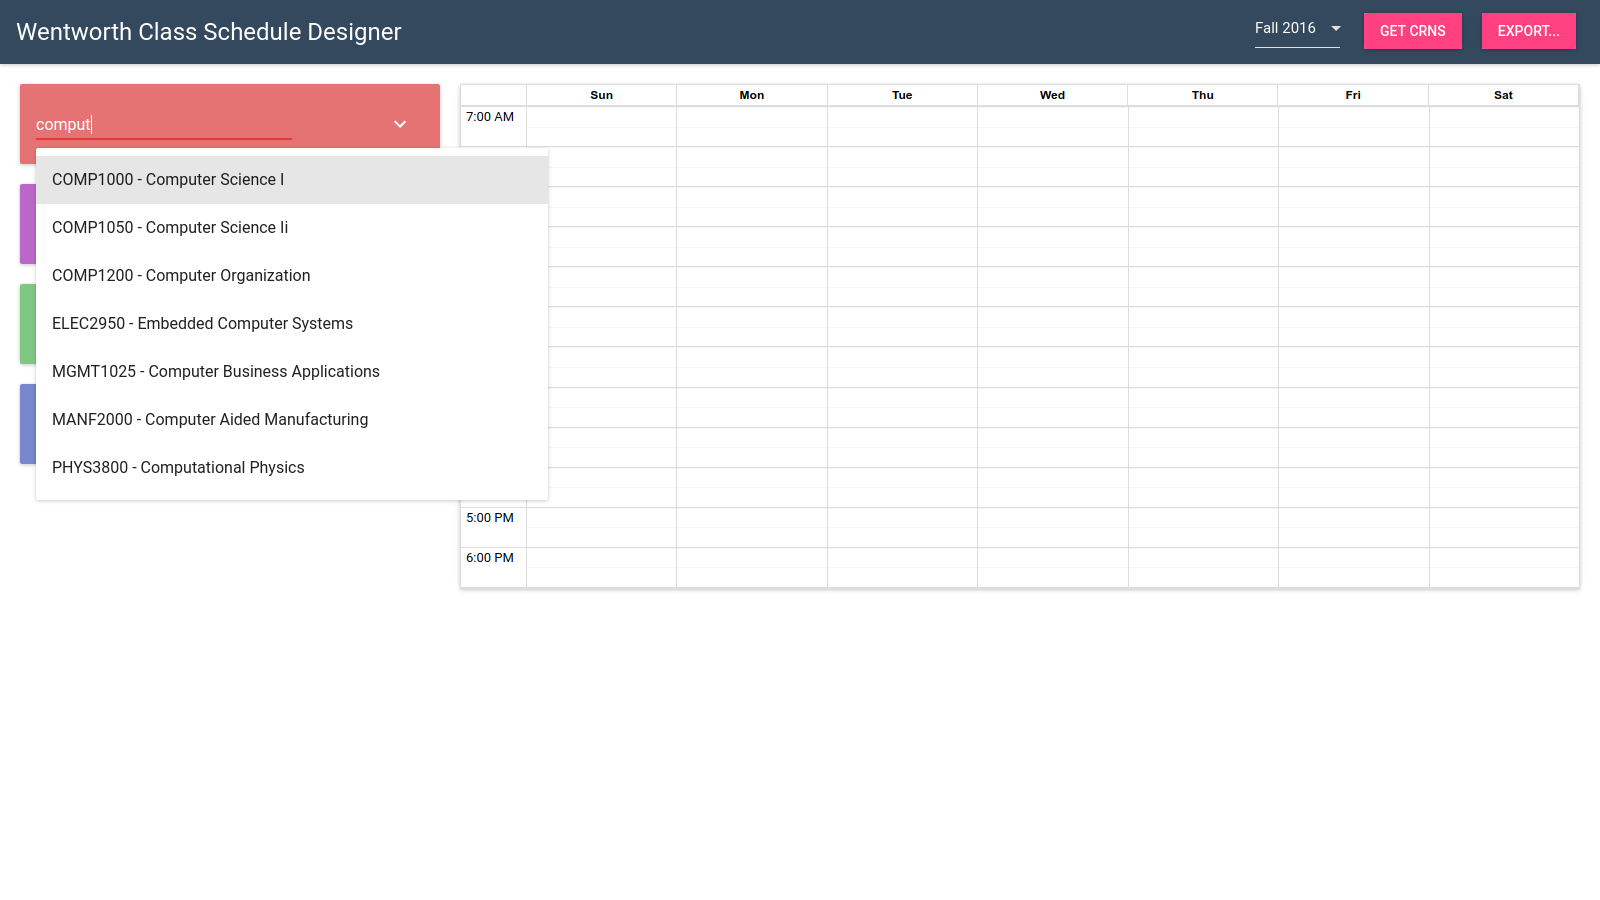 Wentworth Class Schedule Designer
Fall 2016
GET CRNS
EXPORT...
comput
COMP1000 - Computer Science I
COMP1050 - Computer Science Ii
COMP1200 - Computer Organization
ELEC2950 - Embedded Computer Systems
MGMT1025 - Computer Business Applications
MANF2000 - Computer Aided Manufacturing
PHYS3800 - Computational Physics
Sun Mon Tue Wed Thu Fri Sat
7:00 AM
5:00 PM
6:00 PM